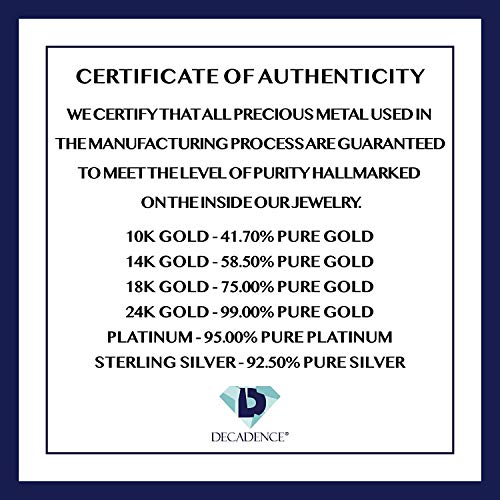 CERTIFICATE OF AUTHENTICITY
WE CERTIFY THAT ALL PRECIOUS METAL USED IN
THE MANUFACTURING PROCESS ARE GUARANTEED
TO MEET THE LEVEL OF PURITY HALLMARKED
ON THE INSIDE OUR JEWELRY.
10K GOLD - 41.70% PURE GOLD
14K GOLD - 58.50% PURE GOLD
18K GOLD - 75.00% PURE GOLD
24K GOLD - 99.00% PURE GOLD
PLATINUM - 95.00% PURE PLATINUM
STERLING SILVER - 92.50% PURE SILVER
D
DECADENCE®